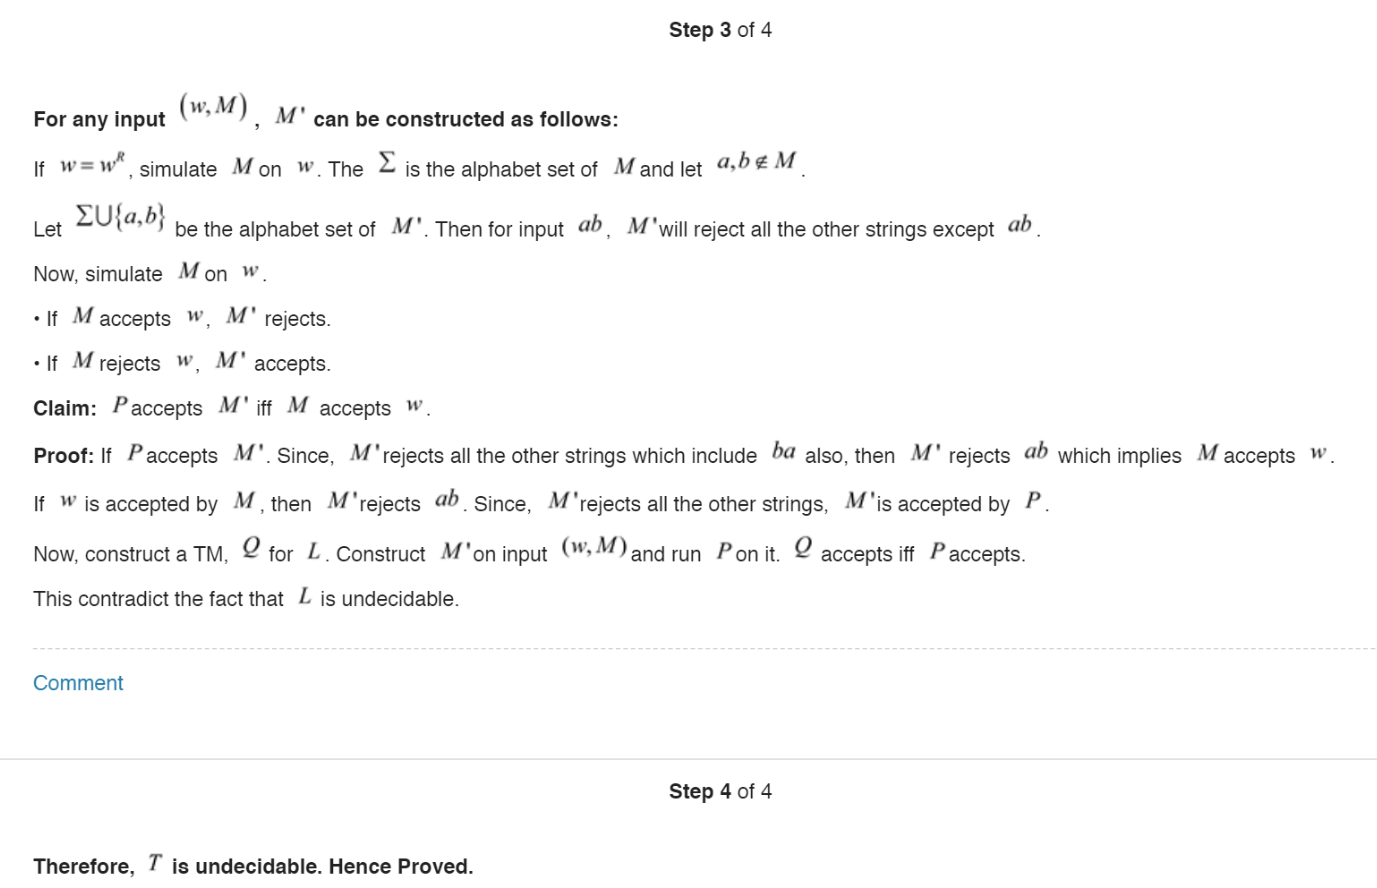 Step 3 of 4
For any input (w, M), M' can be constructed as follows:
If w = w^R, simulate M on w. The Σ is the alphabet set of M and let a,b ∉ M.
Let ΣU{a,b} be the alphabet set of M'. Then for input ab, M' will reject all the other strings except ab.
Now, simulate M on w.
• If M accepts w, M' rejects.
• If M rejects w, M' accepts.
Claim: P accepts M' iff M accepts w.
Proof: If P accepts M'. Since, M' rejects all the other strings which include ba also, then M' rejects ab which implies M accepts w.
If w is accepted by M, then M' rejects ab. Since, M' rejects all the other strings, M' is accepted by P.
Now, construct a TM, Q for L. Construct M' on input (w, M) and run P on it. Q accepts iff P accepts.
This contradict the fact that L is undecidable.
Comment
Step 4 of 4
Therefore, T is undecidable. Hence Proved.